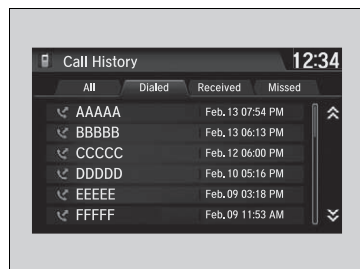 Call History 12:34
All Dialed Received Missed
AAAAA Feb. 13 07:54 PM
BBBBB Feb. 13 06:13 PM
CCCCC Feb. 12 06:00 PM
DDDDD Feb. 10 05:16 PM
EEEEE Feb. 09 03:18 PM
FFFFF Feb. 09 11:53 AM